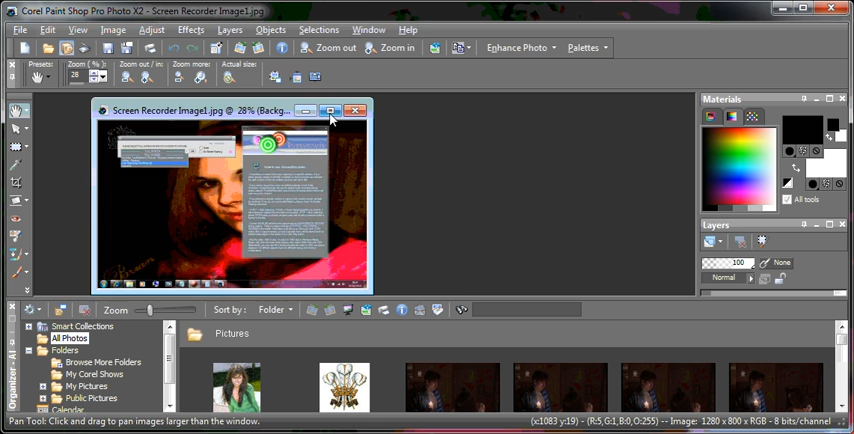 Corel Paint Shop Pro Photo X2 - Screen Recorder Image1.jpg
File Edit View Image Adjust Effects Layers Objects Selections Window Help
Zoom out Zoom in Enhance Photo Palettes
Presets: Zoom ( % ): Zoom out / in: Zoom more: Actual size:
28
Screen Recorder Image1.jpg @ 28% (Backg...
Materials
All tools
Layers
100 None
Normal
Organizer - Al
Zoom Sort by : Folder
Smart Collections
All Photos
Folders
Browse More Folders
My Corel Shows
My Pictures
Public Pictures
Calendar
Pictures
Pan Tool: Click and drag to pan images larger than the window.
(x:1083 y:19) - (R:5,G:1,B:0,O:255) -- Image: 1280 x 800 x RGB - 8 bits/channel